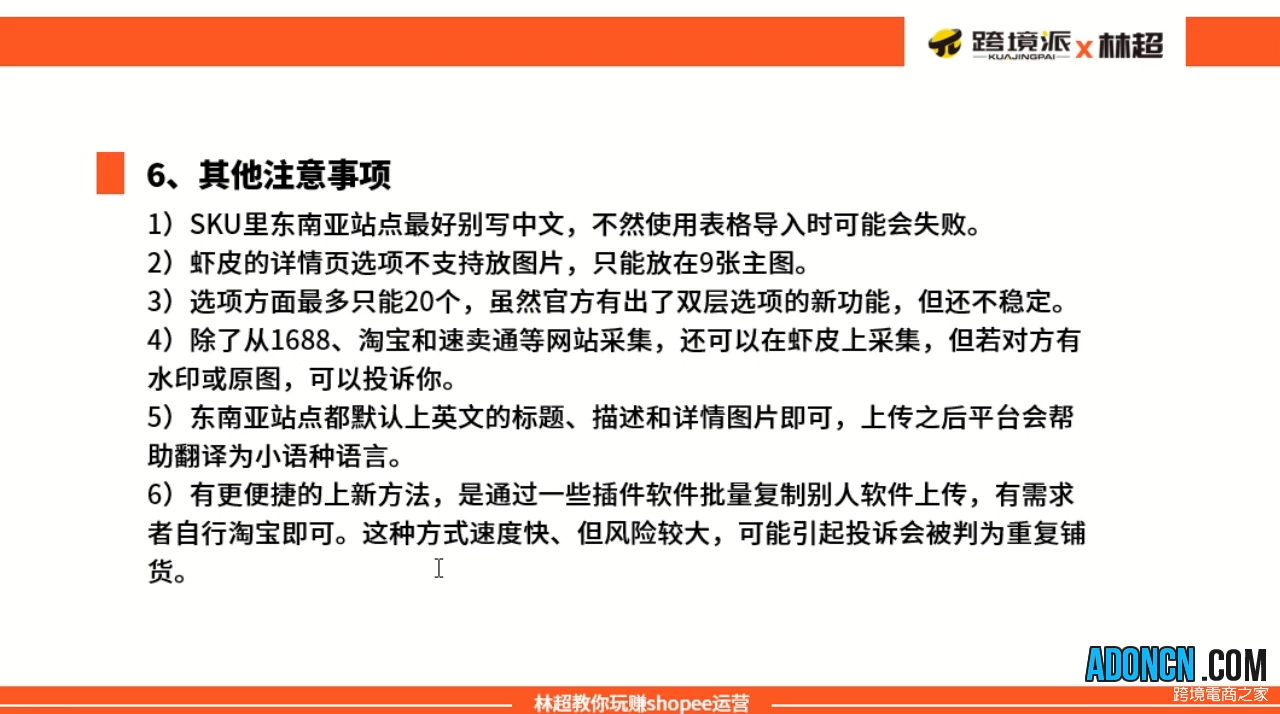 跨境派 x 林超
KUAJINGPAI
6、其他注意事项
1）SKU里东南亚站点最好别写中文，不然使用表格导入时可能会失败。
2）虾皮的详情页选项不支持放图片，只能放在9张主图。
3）选项方面最多只能20个，虽然官方有出了双层选项的新功能，但还不稳定。
4）除了从1688、淘宝和速卖通等网站采集，还可以在虾皮上采集，但若对方有
水印或原图，可以投诉你。
5）东南亚站点都默认上英文的标题、描述和详情图片即可，上传之后平台会帮
助翻译为小语种语言。
6）有更便捷的上新方法，是通过一些插件软件批量复制别人软件上传，有需求
者自行淘宝即可。这种方式速度快、但风险较大，可能引起投诉会被判为重复铺
货。
ADONCN.COM
跨境電商之家
林超教你玩赚shopee运营